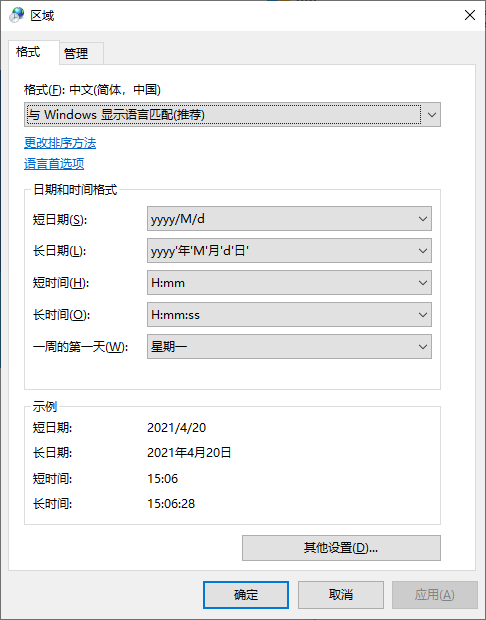 区域
格式 管理
格式(F): 中文(简体，中国)
与 Windows 显示语言匹配(推荐)
更改排序方法
语言首选项
日期和时间格式
短日期(S): yyyy/M/d
长日期(L): yyyy'年'M'月'd'日'
短时间(H): H:mm
长时间(O): H:mm:ss
一周的第一天(W): 星期一
示例
短日期: 2021/4/20
长日期: 2021年4月20日
短时间: 15:06
长时间: 15:06:28
其他设置(D)...
确定 取消 应用(A)